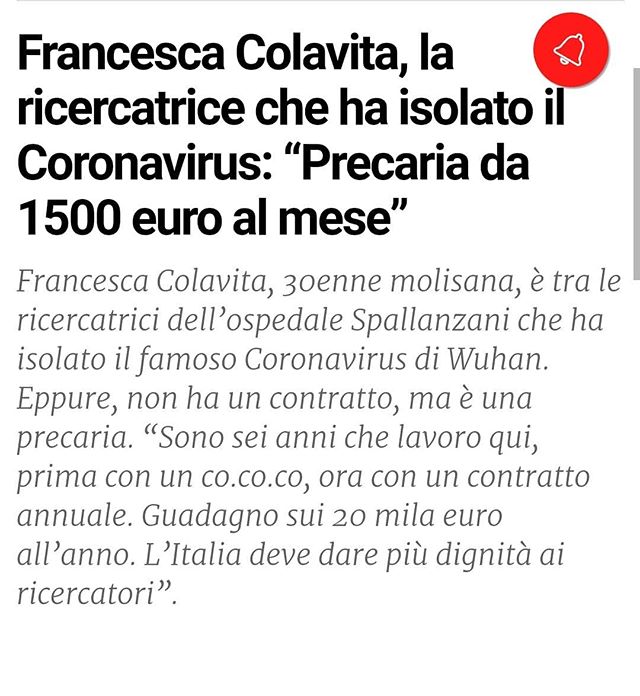 Francesca Colavita, la
ricercatrice che ha isolato il
Coronavirus: “Precaria da
1500 euro al mese”
Francesca Colavita, 30enne molisana, è tra le
ricercatrici dell’ospedale Spallanzani che ha
isolato il famoso Coronavirus di Wuhan.
Eppure, non ha un contratto, ma è una
precaria. “Sono sei anni che lavoro qui,
prima con un co.co.co, ora con un contratto
annuale. Guadagno sui 20 mila euro
all’anno. L’Italia deve dare più dignità ai
ricercatori”.